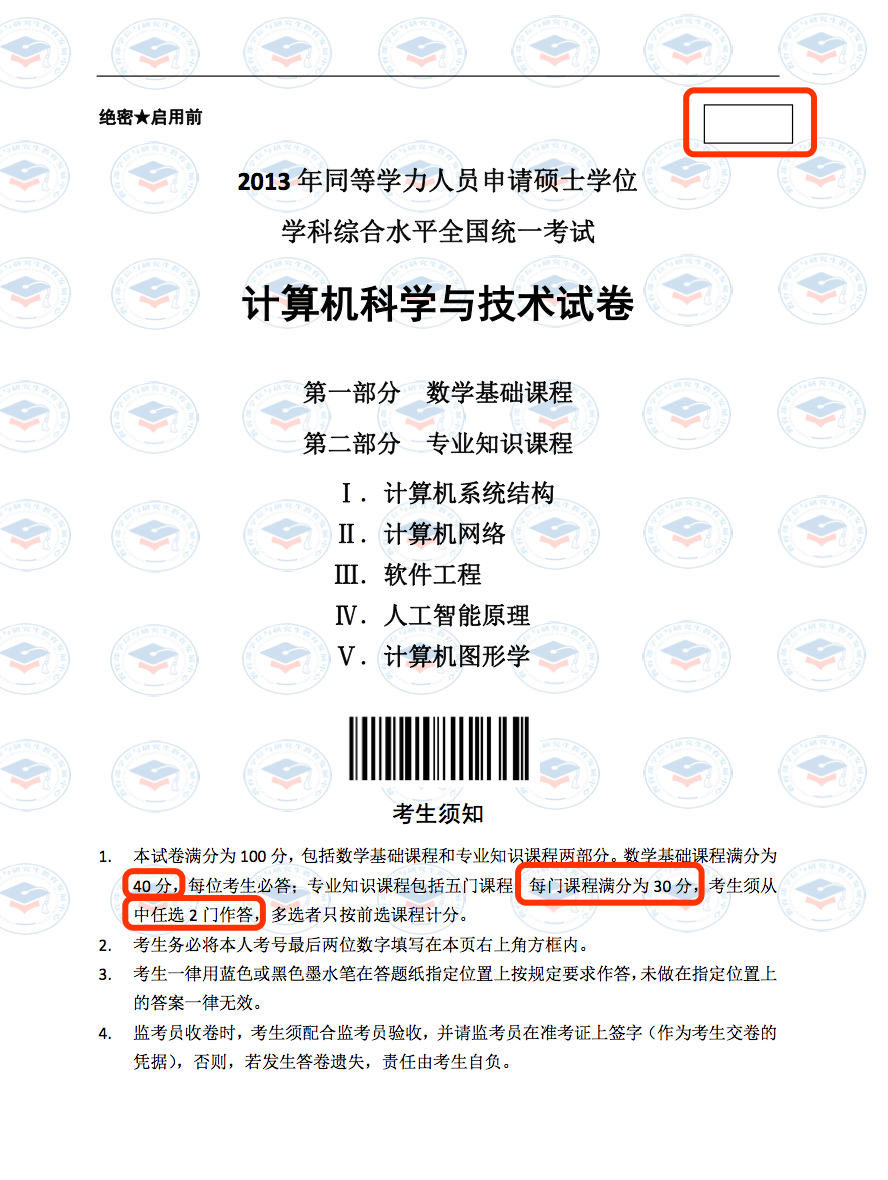 绝密★启用前
2013 年同等学力人员申请硕士学位
学科综合水平全国统一考试
计算机科学与技术试卷
第一部分 数学基础课程
第二部分 专业知识课程
Ⅰ. 计算机系统结构
Ⅱ. 计算机网络
Ⅲ. 软件工程
Ⅳ. 人工智能原理
Ⅴ. 计算机图形学
考生须知
1. 本试卷满分为 100 分，包括数学基础课程和专业知识课程两部分。数学基础课程满分为
40 分，每位考生必答；专业知识课程包括五门课程 每门课程满分为 30 分，考生须从
中任选 2 门作答，多选者只按前选课程计分。
2. 考生务必将本人考号最后两位数字填写在本页右上角方框内。
3. 考生一律用蓝色或黑色墨水笔在答题纸指定位置上按规定要求作答，未做在指定位置上
的答案一律无效。
4. 监考员收卷时，考生须配合监考员验收，并请监考员在准考证上签字（作为考生交卷的
凭据），否则，若发生答卷遗失，责任由考生自负。